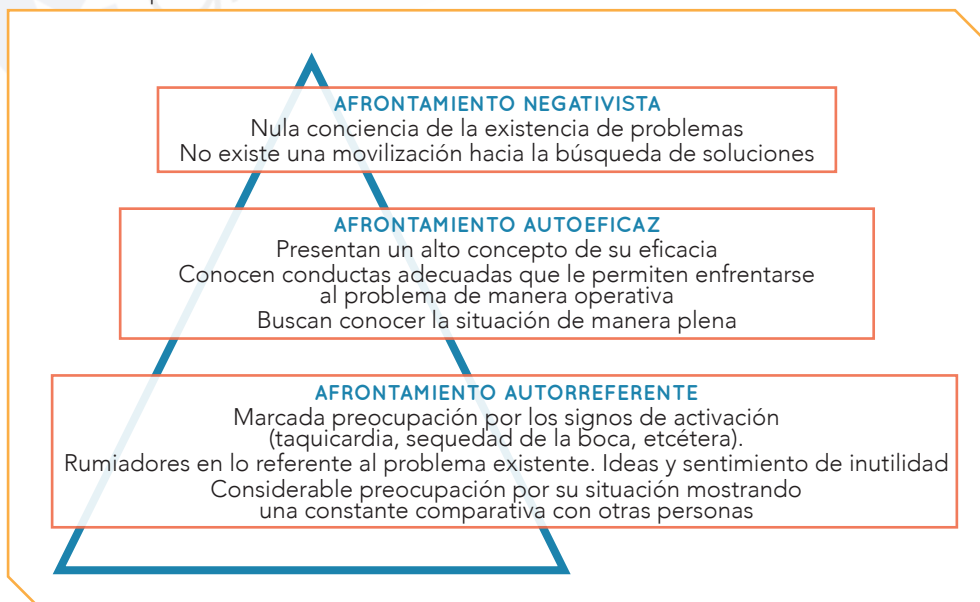 AFRONTAMIENTO NEGATIVISTA
Nula conciencia de la existencia de problemas
No existe una movilización hacia la búsqueda de soluciones
AFRONTAMIENTO AUTOEFICAZ
Presentan un alto concepto de su eficacia
Conocen conductas adecuadas que le permiten enfrentarse
al problema de manera operativa
Buscan conocer la situación de manera plena
AFRONTAMIENTO AUTORREFERENTE
Marcada preocupación por los signos de activación
(taquicardia, sequedad de la boca, etcétera).
Rumiadores en lo referente al problema existente. Ideas y sentimiento de inutilidad
Considerable preocupación por su situación mostrando
una constante comparativa con otras personas